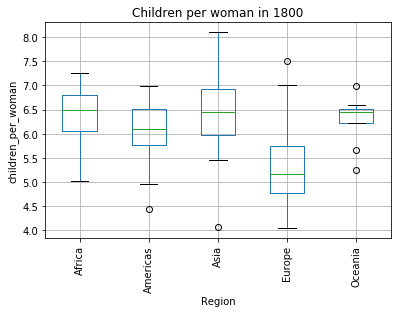 Children per woman in 1800
children_per_woman
8.0
7.5
7.0
6.5
6.0
5.5
5.0
4.5
4.0
Africa
Americas
Asia
Europe
Oceania
Region